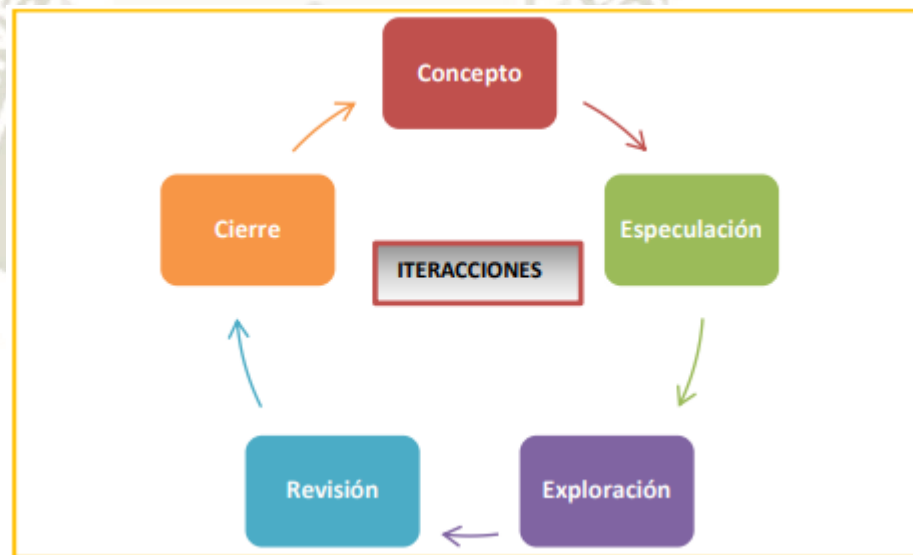 Concepto
Especulación
Exploración
Revisión
Cierre
ITERACCIONES